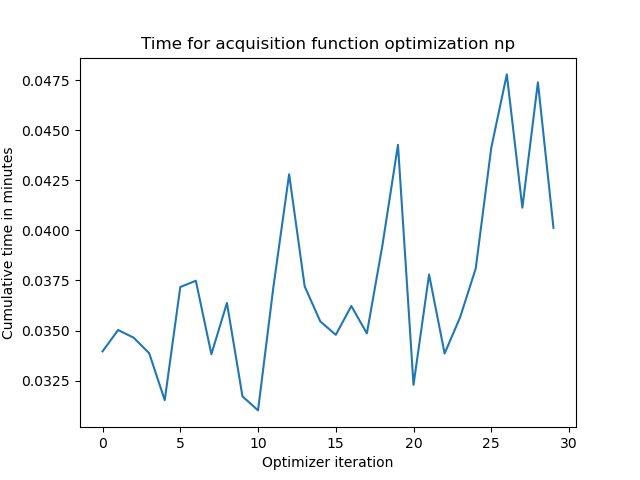 Time for acquisition function optimization np
Cumulative time in minutes
0.0475
0.0450
0.0425
0.0400
0.0375
0.0350
0.0325
0 5 10 15 20 25 30
Optimizer iteration